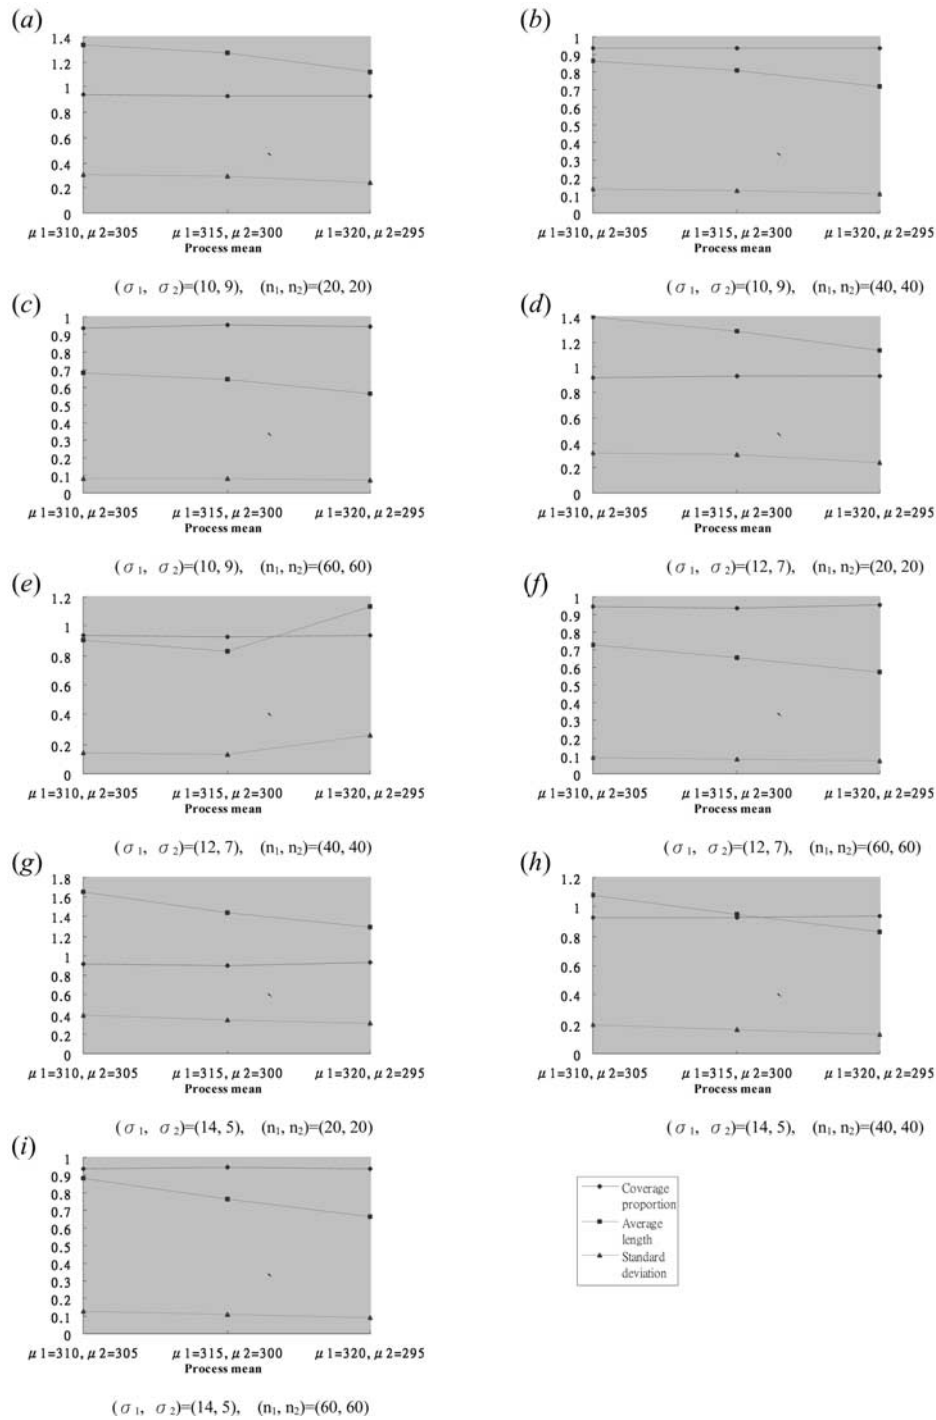 (a)
1.4
1.2
1
0.8
0.6
0.4
0.2
0
μ1=310, μ2=305 μ1=315, μ2=300 μ1=320, μ2=295
Process mean
(σ1, σ2)=(10, 9), (n1, n2)=(20, 20)
(b)
1
0.9
0.8
0.7
0.6
0.5
0.4
0.3
0.2
0.1
0
μ1=310, μ2=305 μ1=315, μ2=300 μ1=320, μ2=295
Process mean
(σ1, σ2)=(10, 9), (n1, n2)=(40, 40)
(c)
1
0.9
0.8
0.7
0.6
0.5
0.4
0.3
0.2
0.1
0
μ1=310, μ2=305 μ1=315, μ2=300 μ1=320, μ2=295
Process mean
(σ1, σ2)=(10, 9), (n1, n2)=(60, 60)
(d)
1.4
1.2
1
0.8
0.6
0.4
0.2
0
μ1=310, μ2=305 μ1=315, μ2=300 μ1=320, μ2=295
Process mean
(σ1, σ2)=(12, 7), (n1, n2)=(20, 20)
(e)
1.2
1
0.8
0.6
0.4
0.2
0
μ1=310, μ2=305 μ1=315, μ2=300 μ1=320, μ2=295
Process mean
(σ1, σ2)=(12, 7), (n1, n2)=(40, 40)
(f)
1
0.9
0.8
0.7
0.6
0.5
0.4
0.3
0.2
0.1
0
μ1=310, μ2=305 μ1=315, μ2=300 μ1=320, μ2=295
Process mean
(σ1, σ2)=(12, 7), (n1, n2)=(60, 60)
(g)
1.8
1.6
1.4
1.2
1
0.8
0.6
0.4
0.2
0
μ1=310, μ2=305 μ1=315, μ2=300 μ1=320, μ2=295
Process mean
(σ1, σ2)=(14, 5), (n1, n2)=(20, 20)
(h)
1.2
1
0.8
0.6
0.4
0.2
0
μ1=310, μ2=305 μ1=315, μ2=300 μ1=320, μ2=295
Process mean
(σ1, σ2)=(14, 5), (n1, n2)=(40, 40)
(i)
1
0.9
0.8
0.7
0.6
0.5
0.4
0.3
0.2
0.1
0
μ1=310, μ2=305 μ1=315, μ2=300 μ1=320, μ2=295
Process mean
(σ1, σ2)=(14, 5), (n1, n2)=(60, 60)
Coverage
proportion
Average
length
Standard
deviation